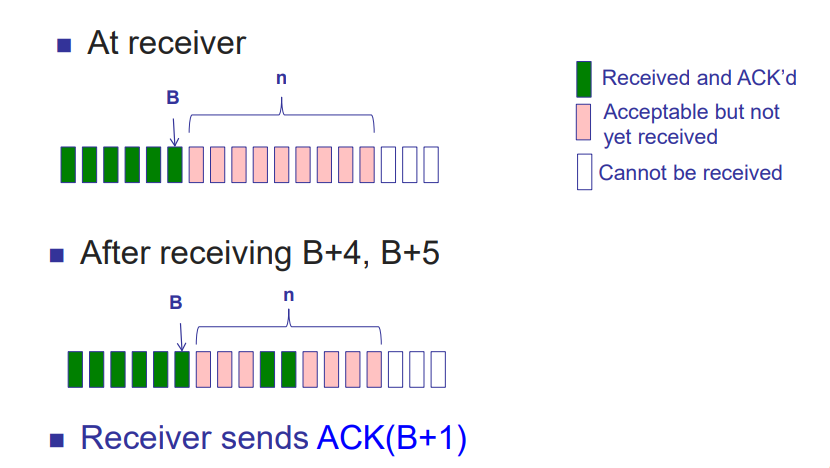 At receiver
n
B
Received and ACK'd
Acceptable but not
yet received
Cannot be received
After receiving B+4, B+5
B
n
Receiver sends ACK(B+1)